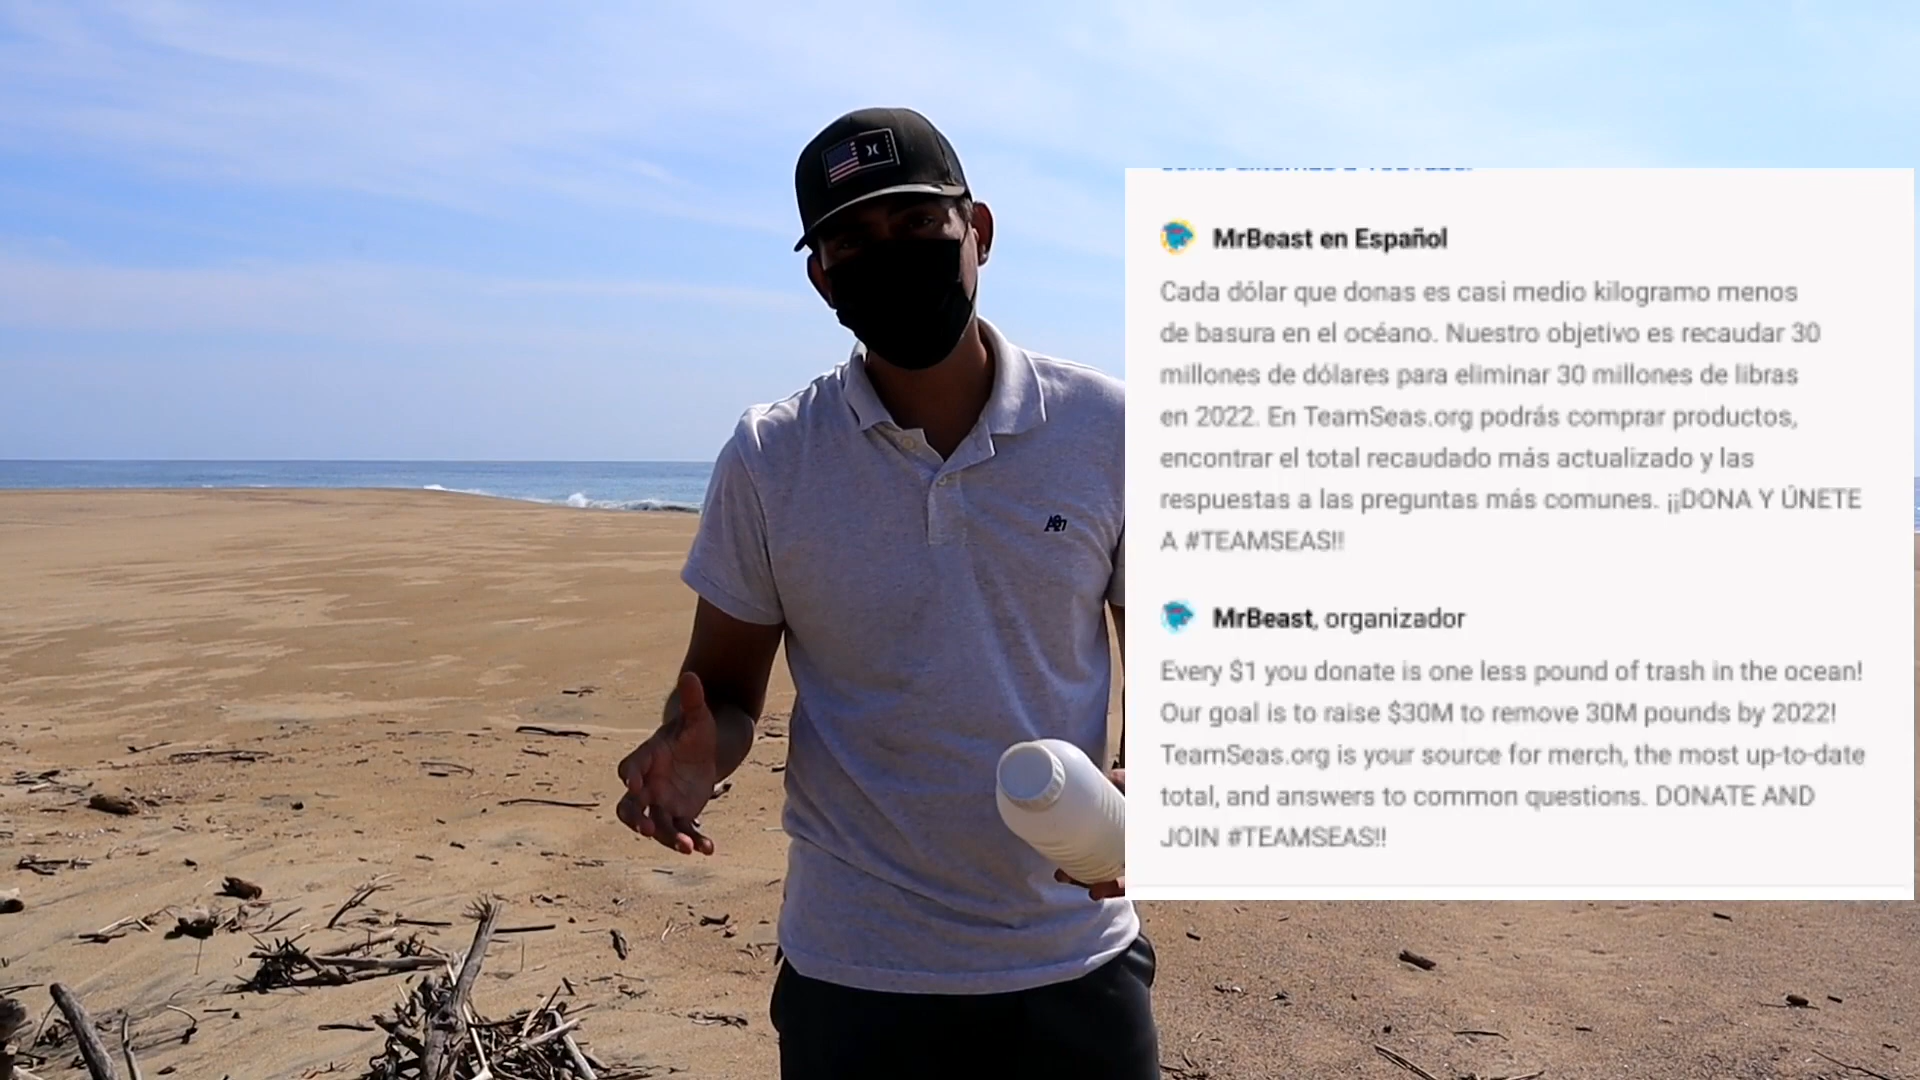 MrBeast en Español
Cada dólar que donas es casi medio kilogramo menos
de basura en el océano. Nuestro objetivo es recaudar 30
millones de dólares para eliminar 30 millones de libras
en 2022. En TeamSeas.org podrás comprar productos,
encontrar el total recaudado más actualizado y las
respuestas a las preguntas más comunes. ¡¡DONA Y ÚNETE
A #TEAMSEAS!!
MrBeast, organizador
Every $1 you donate is one less pound of trash in the ocean!
Our goal is to raise $30M to remove 30M pounds by 2022!
TeamSeas.org is your source for merch, the most up-to-date
total, and answers to common questions. DONATE AND
JOIN #TEAMSEAS!!